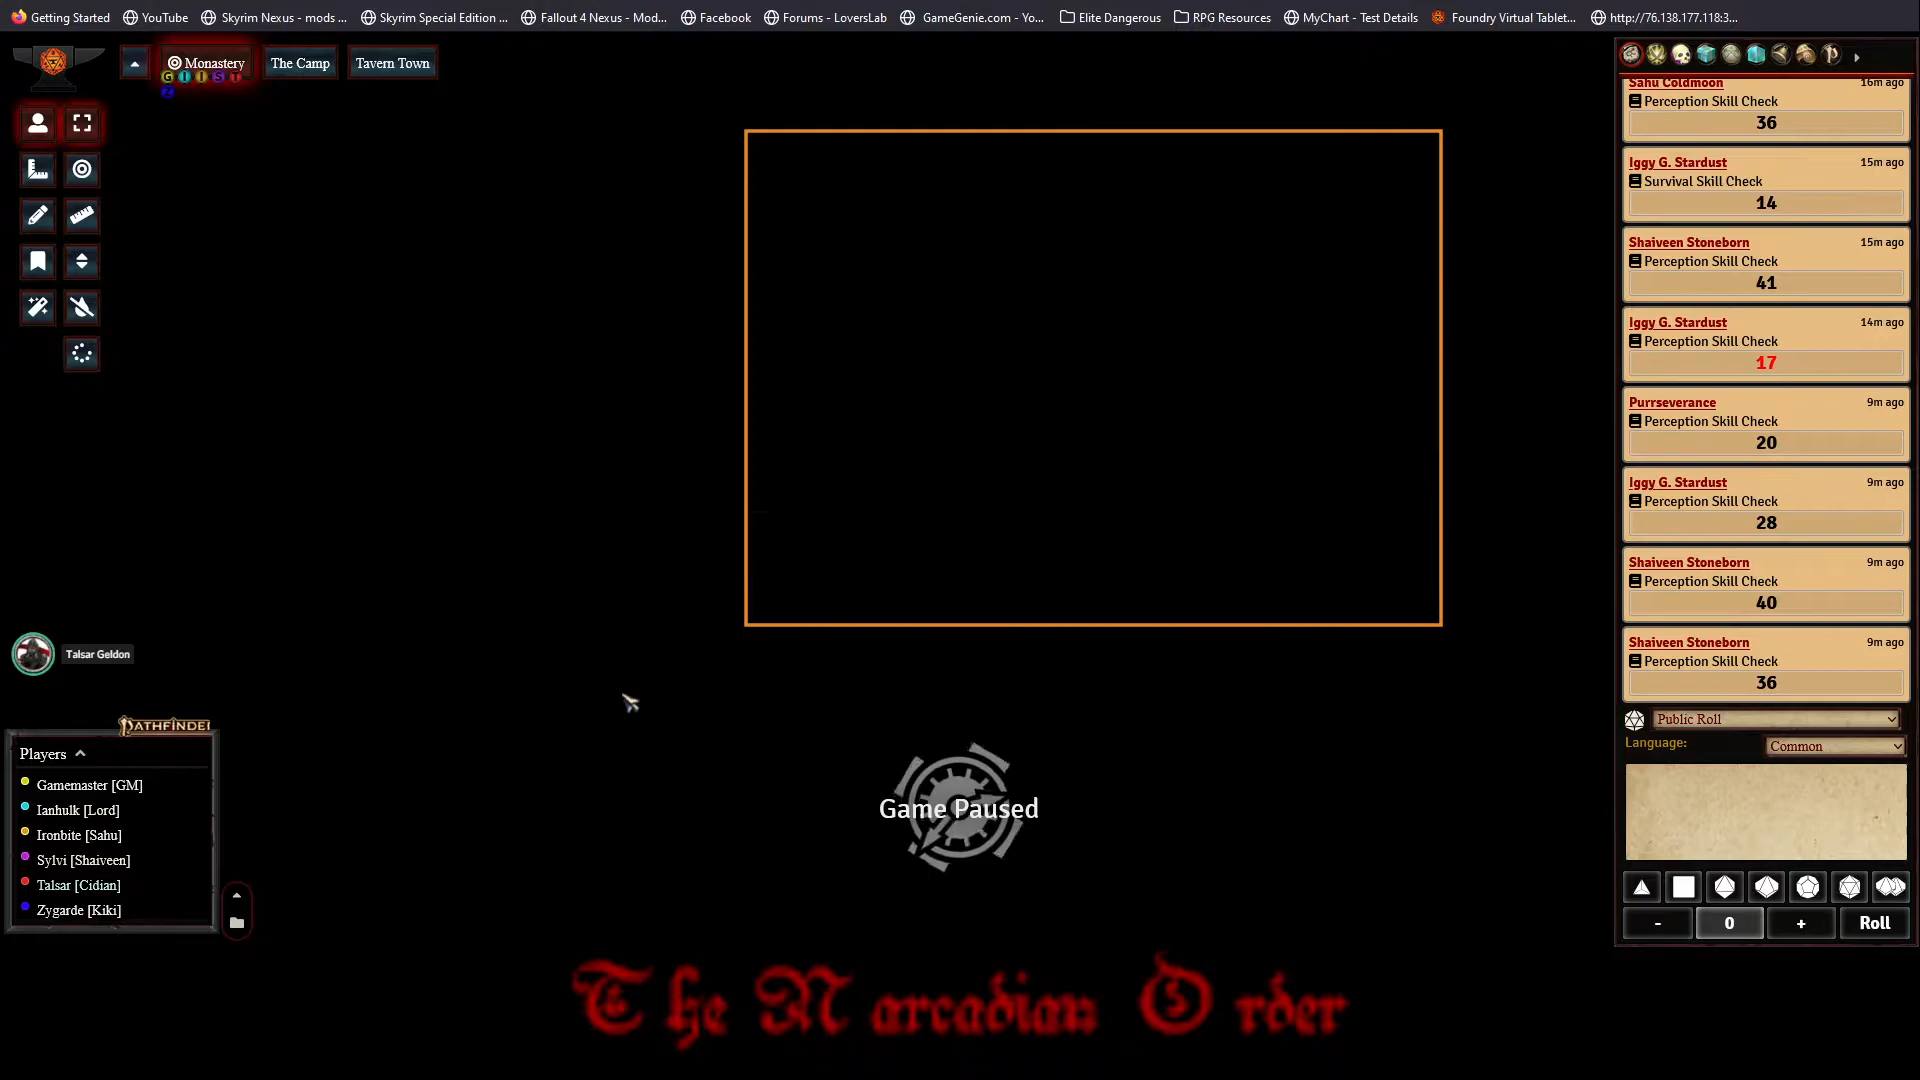 Getting Started YouTube Skyrim Nexus - mods ... Skyrim Special Edition ... Fallout 4 Nexus - Mod... Facebook Forums - LoversLab GameGenie.com - Yo... Elite Dangerous RPG Resources MyChart - Test Details Foundry Virtual Tablet... http://76.138.177.118:3...
Monastery The Camp Tavern Town
G I I S T
Z
Talsar Geldon
PATHFINDER
Players
Gamemaster [GM]
Ianhulk [Lord]
Ironbite [Sahu]
Sylvi [Shaiveen]
Talsar [Cidian]
Zygarde [Kiki]
Game Paused
The Narcadian Order
Sahu Coldmoon 16m ago
Perception Skill Check
36
Iggy G. Stardust 15m ago
Survival Skill Check
14
Shaiveen Stoneborn 15m ago
Perception Skill Check
41
Iggy G. Stardust 14m ago
Perception Skill Check
17
Purrseverance 9m ago
Perception Skill Check
20
Iggy G. Stardust 9m ago
Perception Skill Check
28
Shaiveen Stoneborn 9m ago
Perception Skill Check
40
Shaiveen Stoneborn 9m ago
Perception Skill Check
36
Public Roll
Language: Common
- 0 + Roll